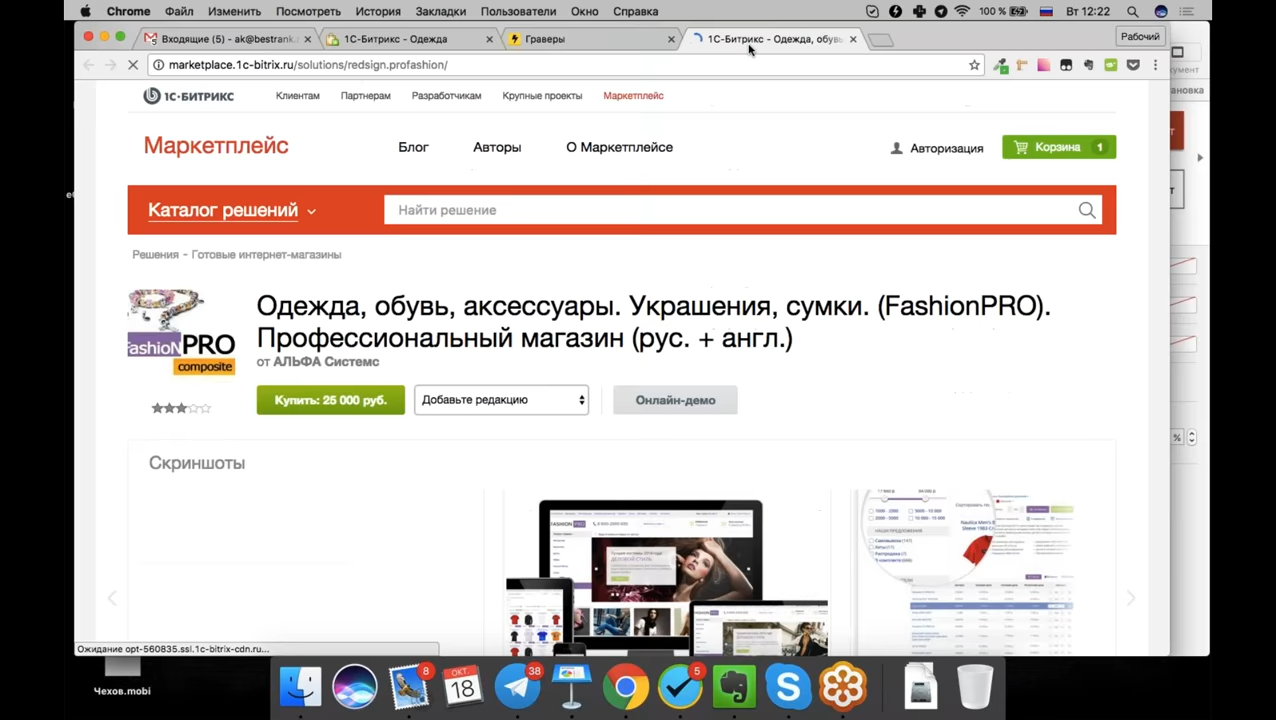 Chrome Файл Изменить Посмотреть История Закладки Пользователи Окно Справка 100 % Вт 12:22
Входящие (5) - ak@bestrank.
1С-Битрикс - Одежда
Граверы
1С-Битрикс - Одежда, обувь
Рабочий
marketplace.1c-bitrix.ru/solutions/redsign.profashion/
1С·БИТРИКС Клиентам Партнерам Разработчикам Крупные проекты Маркетплейс
Маркетплейс Блог Авторы О Маркетплейсе Авторизация Корзина 1
Каталог решений Найти решение
Решения - Готовые интернет-магазины
Одежда, обувь, аксессуары. Украшения, сумки. (FashionPRO).
Профессиональный магазин (рус. + англ.)
FashioNPRO
composite
от АЛЬФА Системс
Купить: 25 000 руб. Добавьте редакцию Онлайн-демо
Скриншоты
FASHION PRO
Ожидание opt-560835.ssl.1c-bitrix-cdn.ru...
Чехов.mobi
8
ОКТ.
18
38
5
%